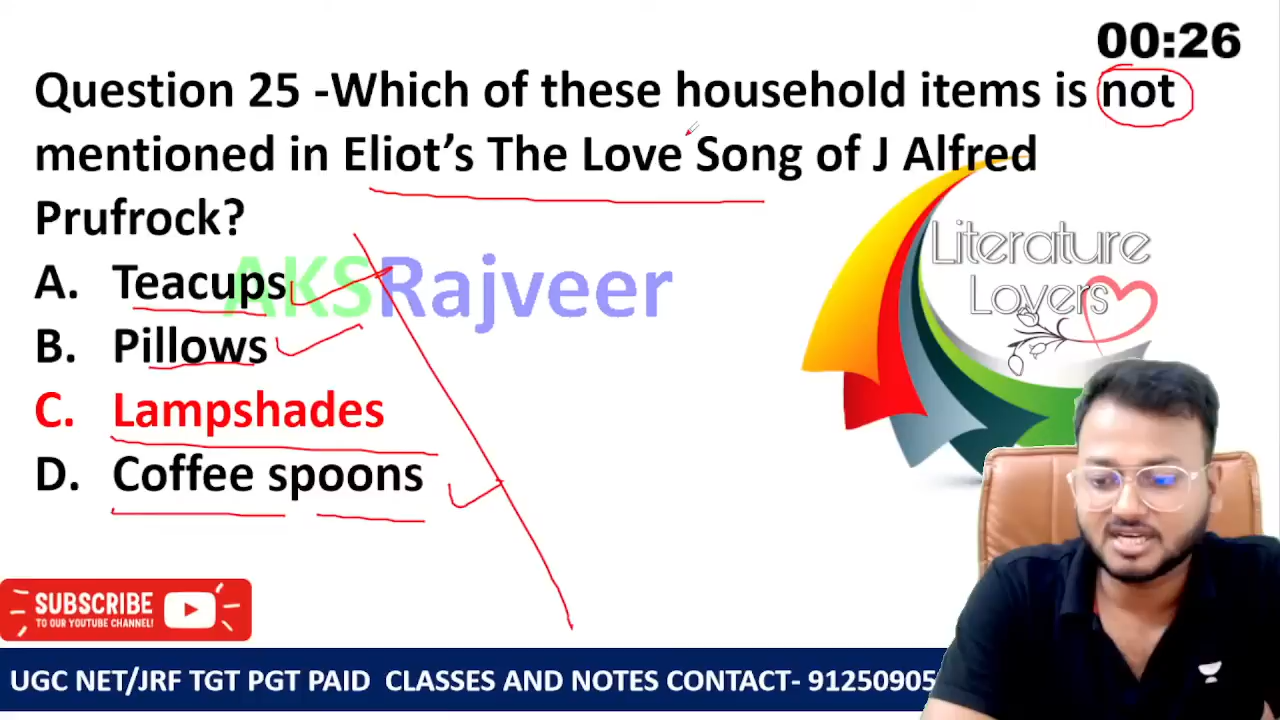 00:26
Question 25 -Which of these household items is not
mentioned in Eliot’s The Love Song of J Alfred
Prufrock?
A. Teacups
B. Pillows
C. Lampshades
D. Coffee spoons
AKSRajveer
Literature
Lovers
SUBSCRIBE
TO OUR YOUTUBE CHANNEL!
UGC NET/JRF TGT PGT PAID CLASSES AND NOTES CONTACT- 91250905